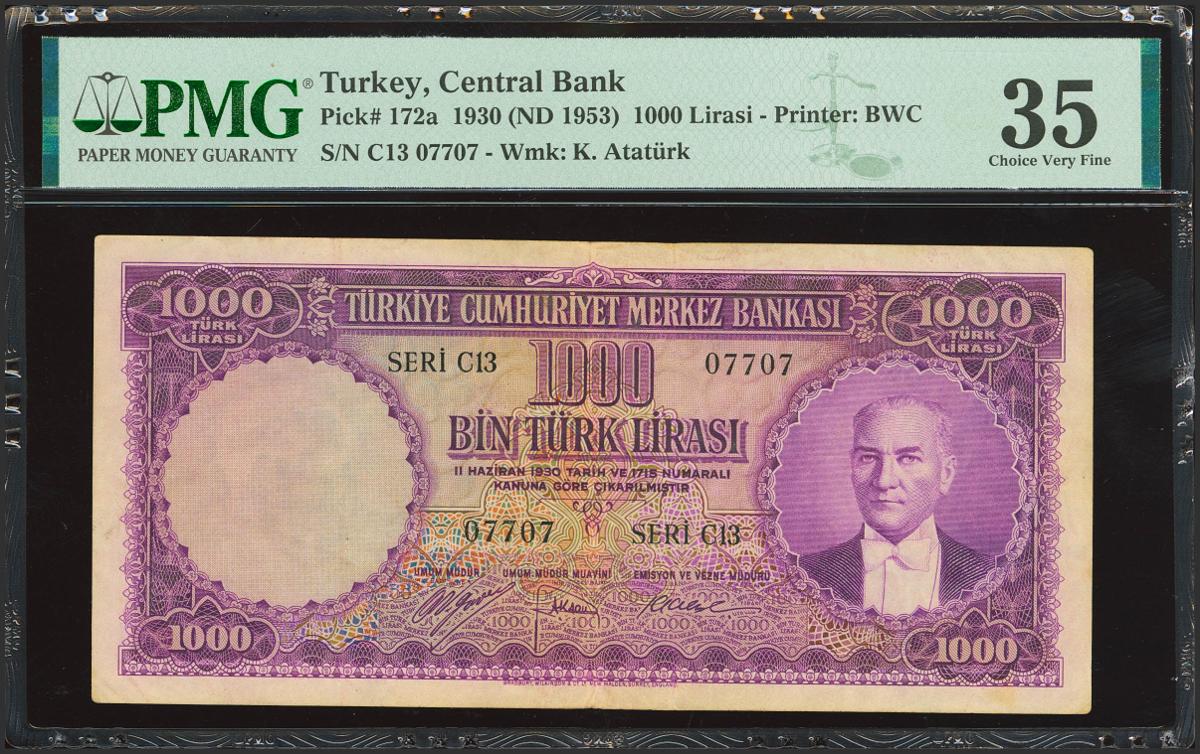 PMG®
PAPER MONEY GUARANTY
Turkey, Central Bank
Pick# 172a 1930 (ND 1953) 1000 Lirasi - Printer: BWC
S/N C13 07707 - Wmk: K. Atatürk
35
Choice Very Fine
1000
TÜRK
LİRASI
TÜRKİYE CUMHURİYET MERKEZ BANKASI
1000
TÜRK
LİRASI
SERİ C13
1000
07707
BİN TÜRK LİRASI
11 HAZİRAN 1930 TARİH VE 1715 NUMARALI
KANUNA GÖRE ÇIKARILMIŞTIR
07707 SERİ C13
UMUM MÜDÜR UMUM MÜDÜR MUAVİNİ EMİSYON VE VEZNE MÜDÜRÜ
1000
1000